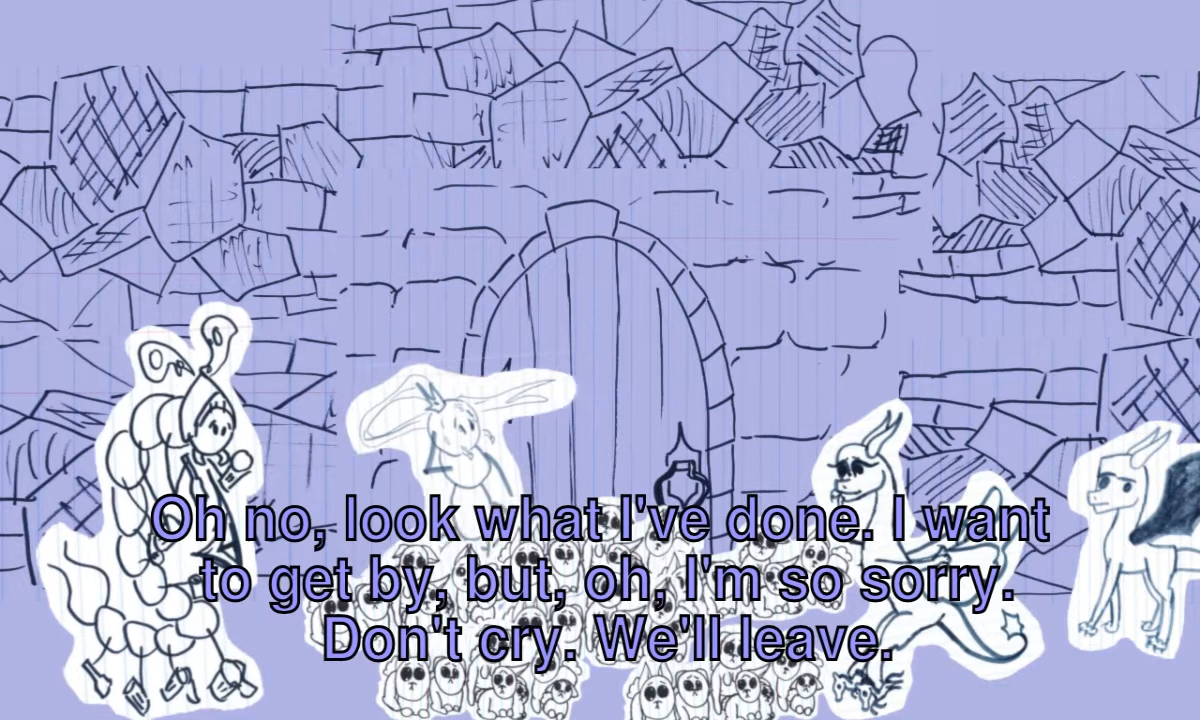 Oh no, look what I've done. I want
to get by, but, oh, I'm so sorry.
Don't cry. We'll leave.